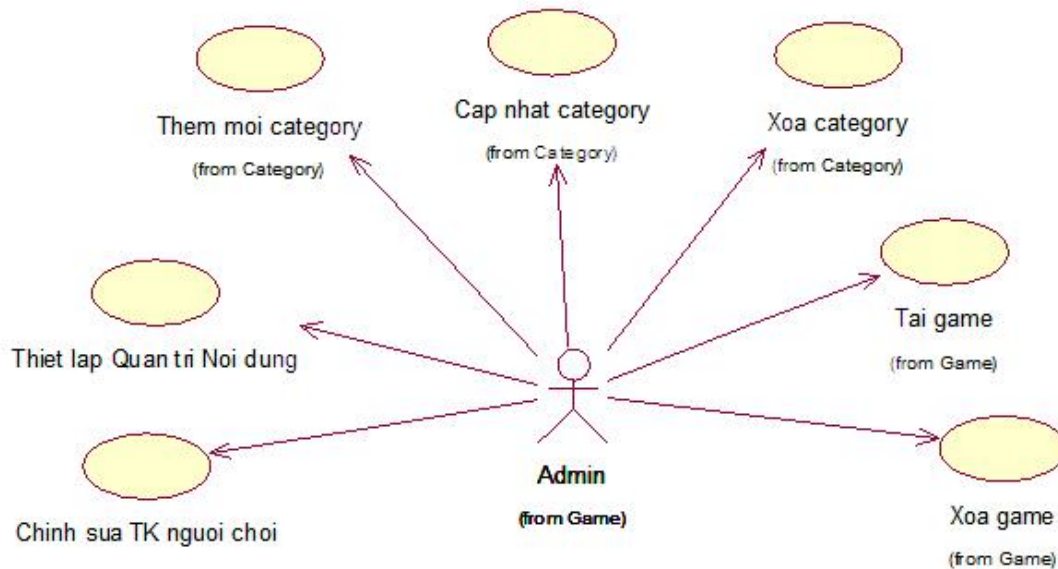 Them moi category
(from Category)
Cap nhat category
(from Category)
Xoa category
(from Category)
Tai game
(from Game)
Thiet lap Quan tri Noi dung
Chinh sua TK nguoi choi
Admin
(from Game)
Xoa game
(from Game)